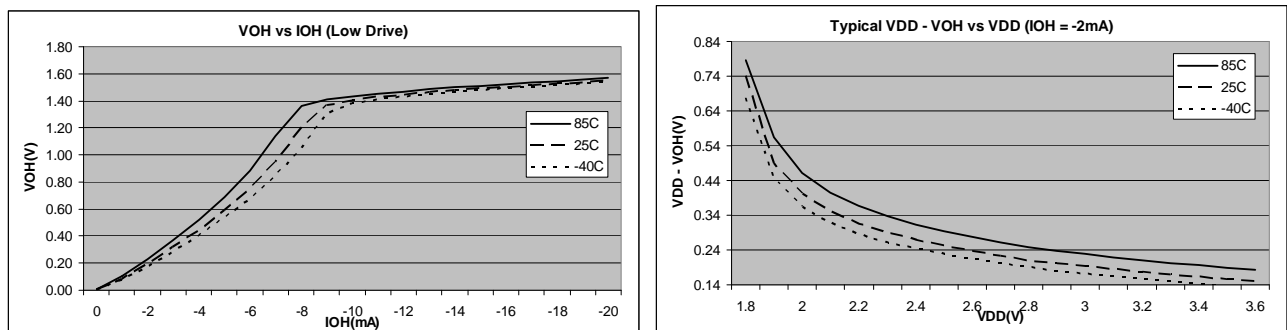 VOH vs IOH (Low Drive)
1.80
1.60
1.40
1.20
1.00
0.80
0.60
0.40
0.20
0.00
VOH(V)
85C
25C
-40C
0 -2 -4 -6 -8 -10 -12 -14 -16 -18 -20
IOH(mA)
Typical VDD - VOH vs VDD (IOH = -2mA)
0.84
0.74
0.64
0.54
0.44
0.34
0.24
0.14
VDD - VOH(V)
85C
25C
-40C
1.8 2 2.2 2.4 2.6 2.8 3 3.2 3.4 3.6
VDD(V)